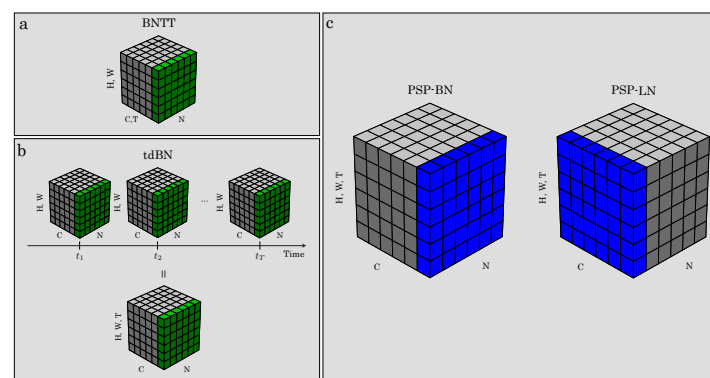 a
BNTT
H, W
C,T
N
b
tdBN
H, W
C
N
H, W
C
N
...
H, W
C
N
t1
t2
tT
Time
=
H, W, T
C
N
c
PSP-BN
H, W, T
C
N
PSP-LN
H, W, T
C
N